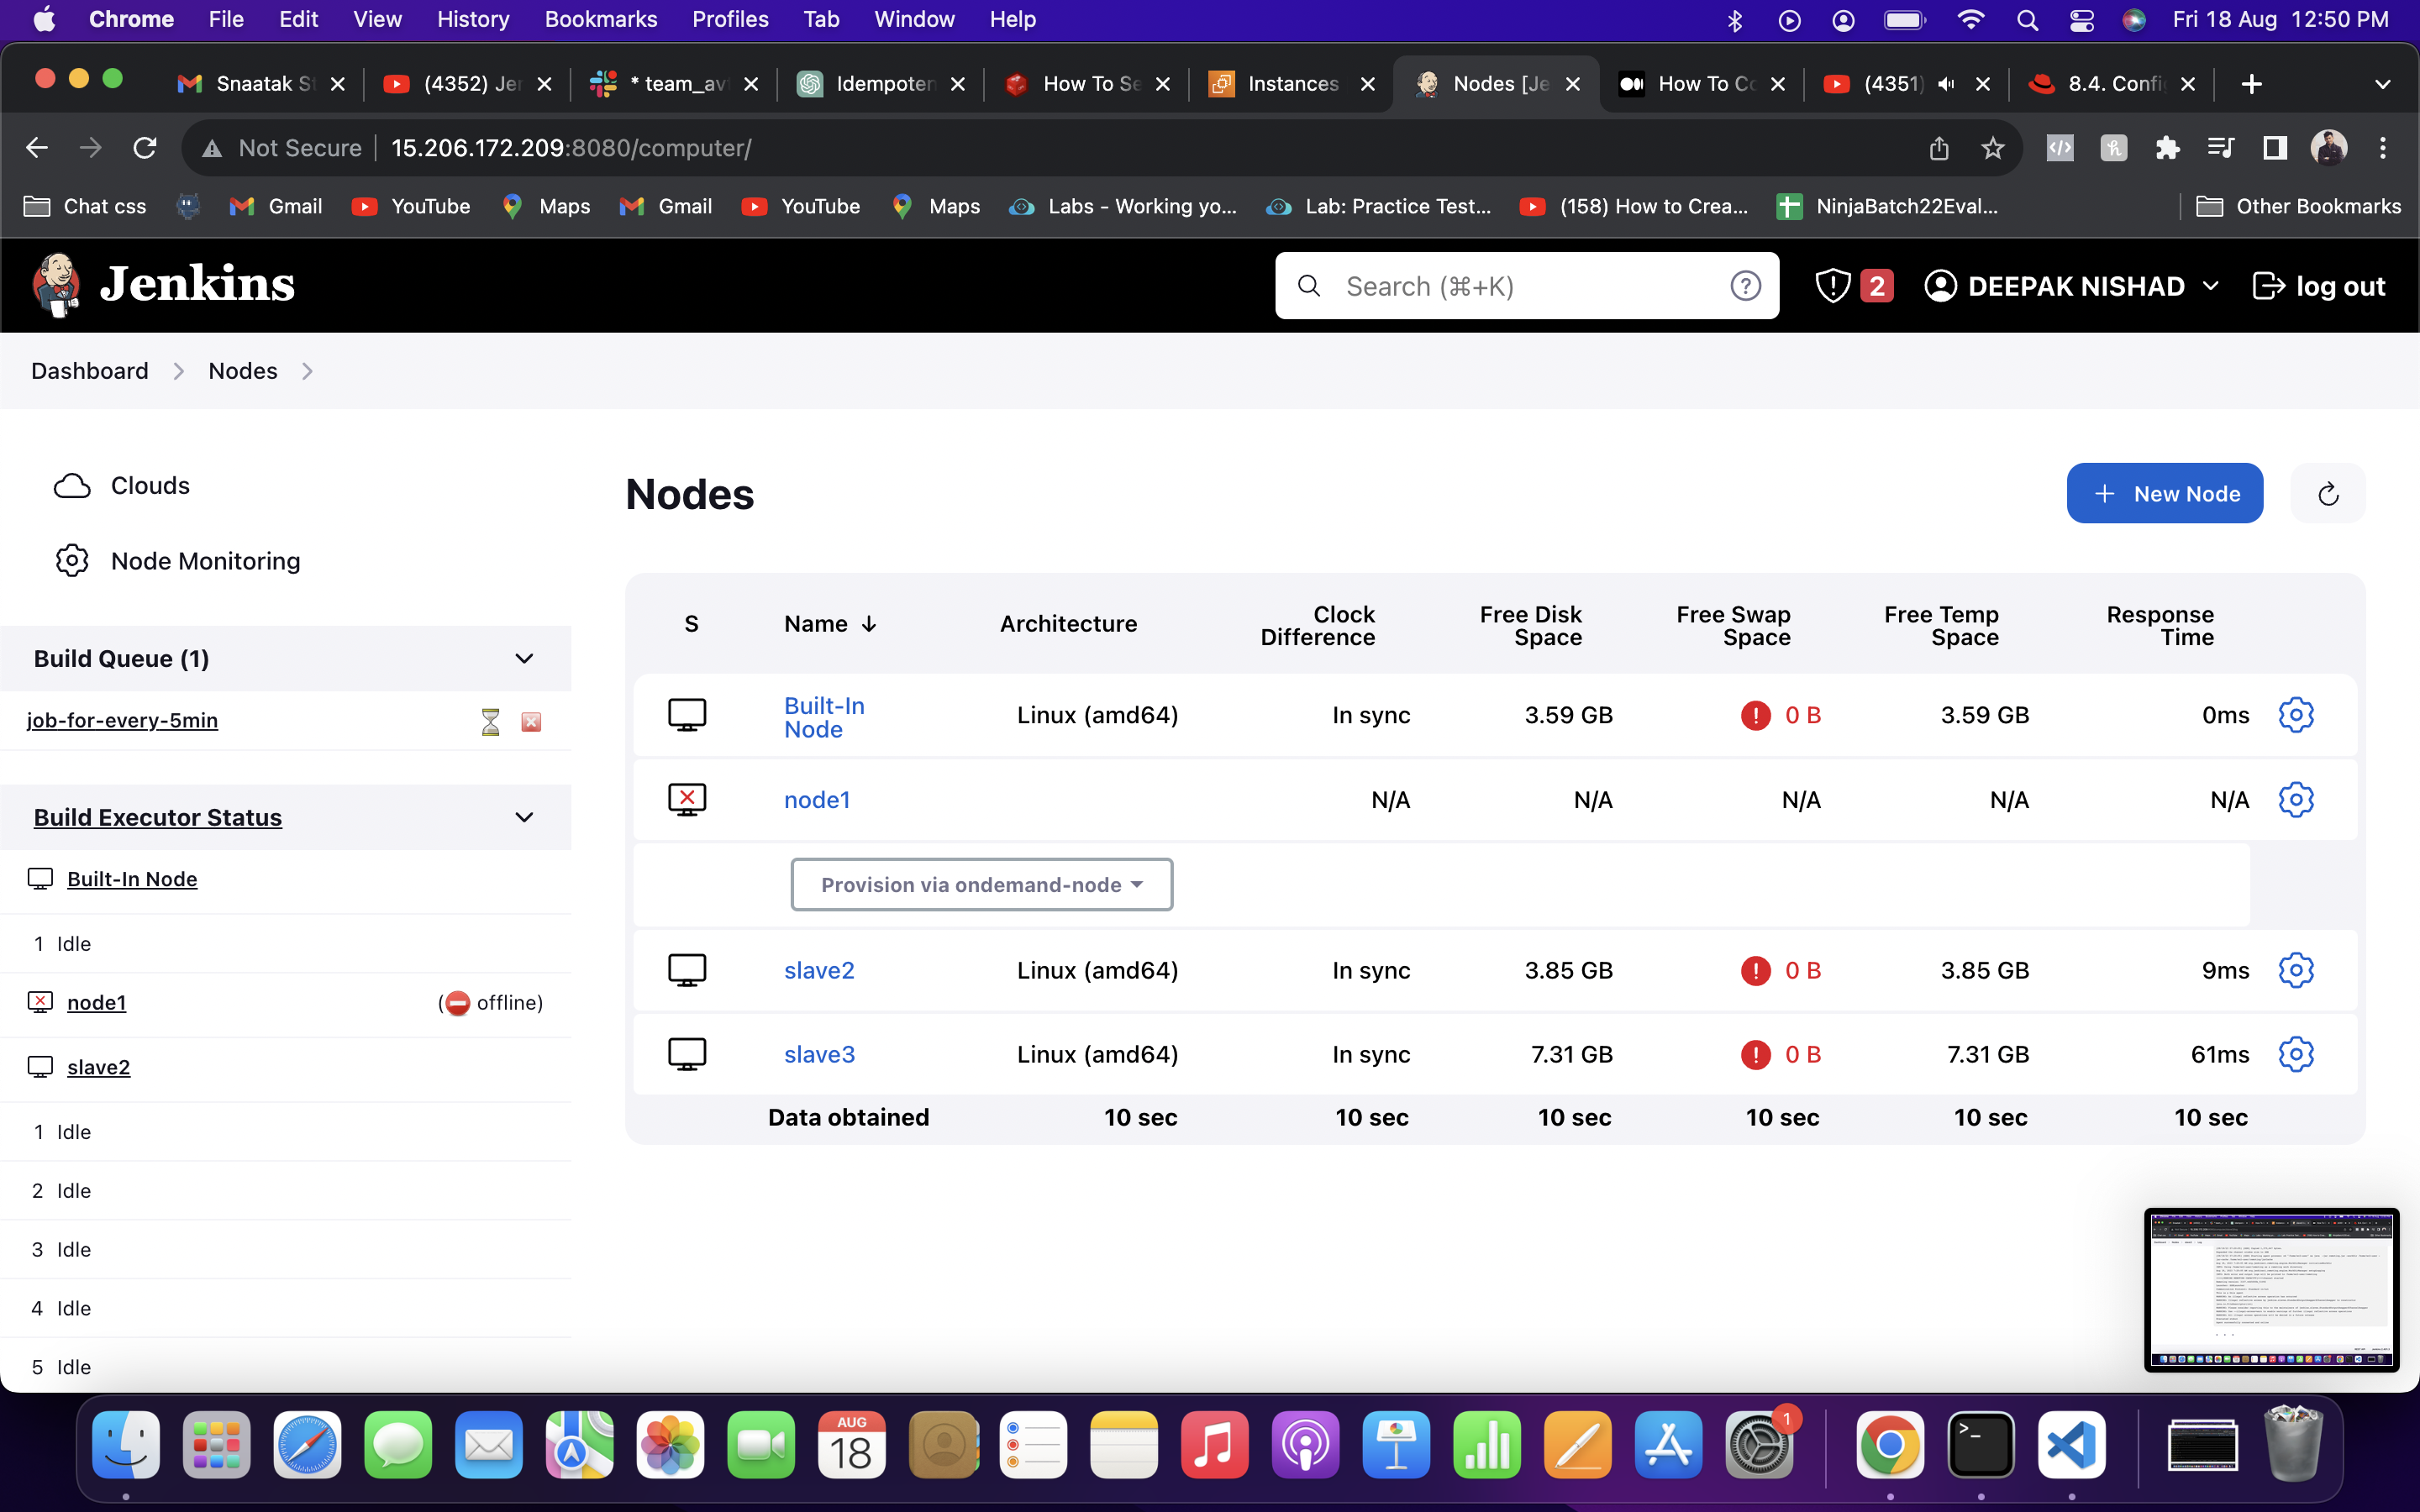 Chrome File Edit View History Bookmarks Profiles Tab Window Help Fri 18 Aug 12:50 PM
Snaatak S (4352) Jer * team_av Idempoten How To Se Instances Nodes [Je How To Co (4351) 8.4. Confi
Not Secure 15.206.172.209:8080/computer/
Chat css Gmail YouTube Maps Gmail YouTube Maps Labs - Working yo... Lab: Practice Test... (158) How to Crea... NinjaBatch22Eval... Other Bookmarks
Jenkins Search (⌘+K) 2 DEEPAK NISHAD log out
Dashboard Nodes
Clouds
Node Monitoring
Build Queue (1)
job-for-every-5min
Build Executor Status
Built-In Node
1 Idle
node1 (offline)
slave2
1 Idle
2 Idle
3 Idle
4 Idle
5 Idle
Nodes
New Node
S Name ↓ Architecture Clock Difference Free Disk Space Free Swap Space Free Temp Space Response Time
Built-In Node Linux (amd64) In sync 3.59 GB 0 B 3.59 GB 0ms
node1 N/A N/A N/A N/A N/A
Provision via ondemand-node
slave2 Linux (amd64) In sync 3.85 GB 0 B 3.85 GB 9ms
slave3 Linux (amd64) In sync 7.31 GB 0 B 7.31 GB 61ms
Data obtained 10 sec 10 sec 10 sec 10 sec 10 sec 10 sec
AUG
18
1